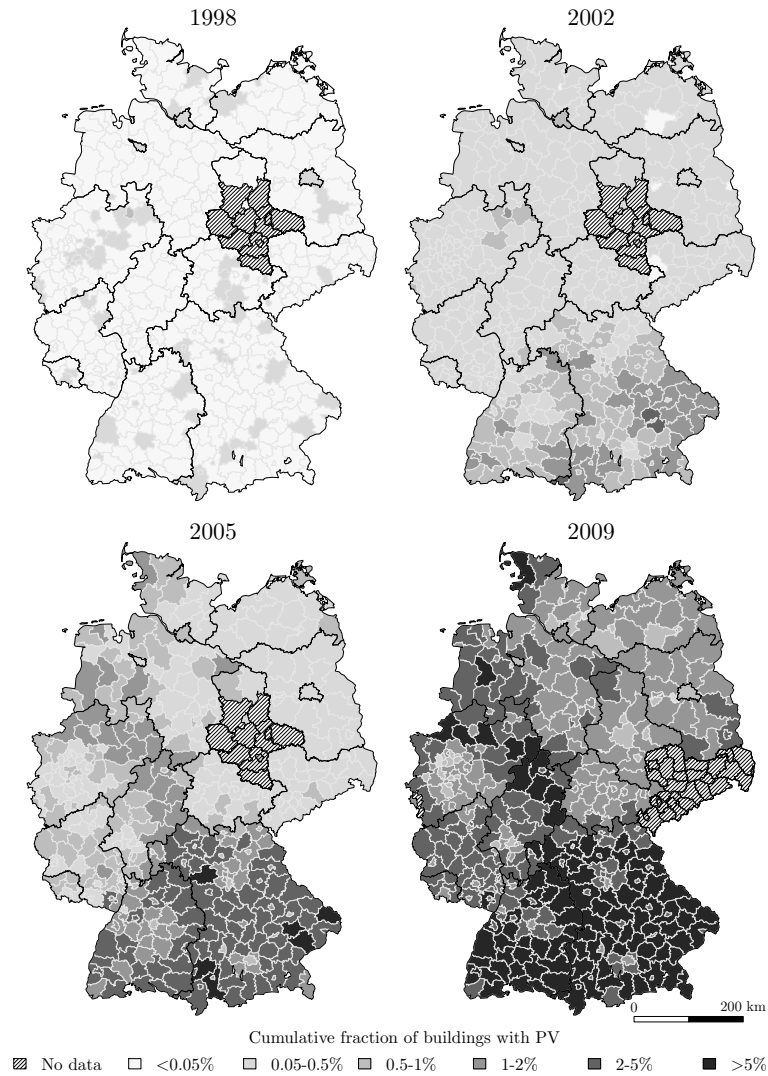 1998 2002
2005 2009
0 200 km
Cumulative fraction of buildings with PV
No data <0.05% 0.05-0.5% 0.5-1% 1-2% 2-5% >5%